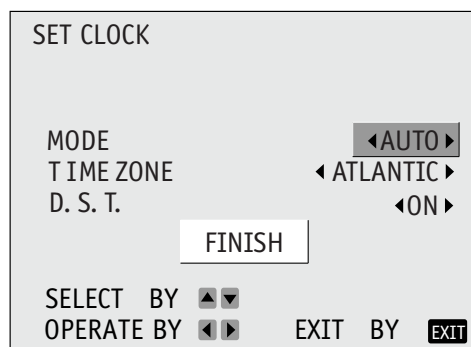 SET CLOCK
MODE ◀AUTO▶
TIME ZONE ◀ATLANTIC▶
D. S. T. ◀ON▶
FINISH
SELECT BY ▲▼
OPERATE BY ◀▶ EXIT BY EXIT